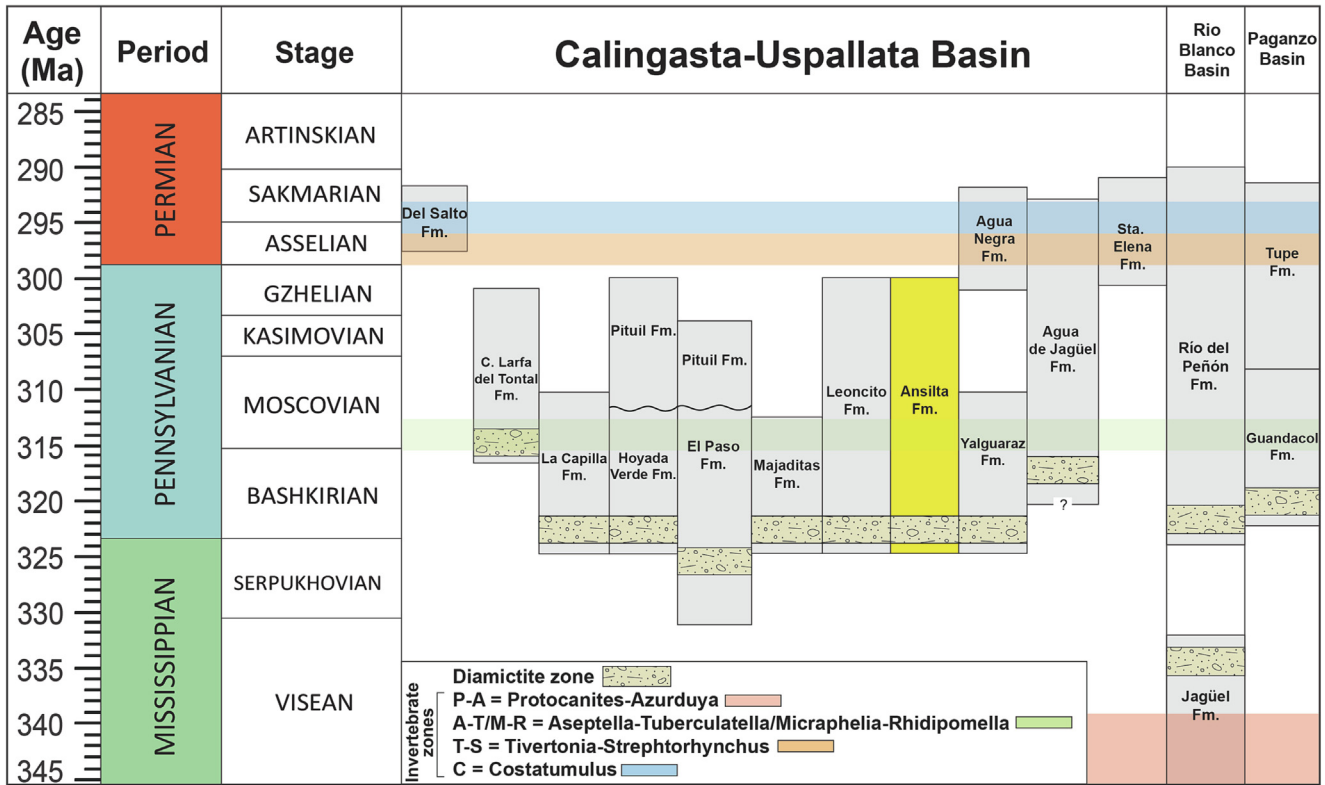 Age
(Ma)
Period
Stage
Calingasta-Uspallata Basin
Rio
Blanco
Basin
Paganzo
Basin
285
290
295
300
305
310
315
320
325
330
335
340
345
PERMIAN
PENNSYLVANIAN
MISSISSIPPIAN
ARTINSKIAN
SAKMARIAN
ASSELIAN
GZHELIAN
KASIMOVIAN
MOSCOVIAN
BASHKIRIAN
SERPUKHOVIAN
VISEAN
Del Salto
Fm.
C. Larfa
del Tontal
Fm.
La Capilla
Fm.
Pituil Fm.
Hoyada
Verde Fm.
Pituil Fm.
El Paso
Fm.
Majaditas
Fm.
Leoncito
Fm.
Ansilta
Fm.
Agua
Negra
Fm.
Yalguaraz
Fm.
Agua
de Jagüel
Fm.
?
Sta.
Elena
Fm.
Río del
Peñón
Fm.
Jagüel
Fm.
Tupe
Fm.
Guandacol
Fm.
Diamictite zone
Invertebrate
zones
P-A = Protocanites-Azurduya
A-T/M-R = Aseptella-Tuberculatella/Micraphelia-Rhidipomella
T-S = Tivertonia-Strephtorhynchus
C = Costatumulus